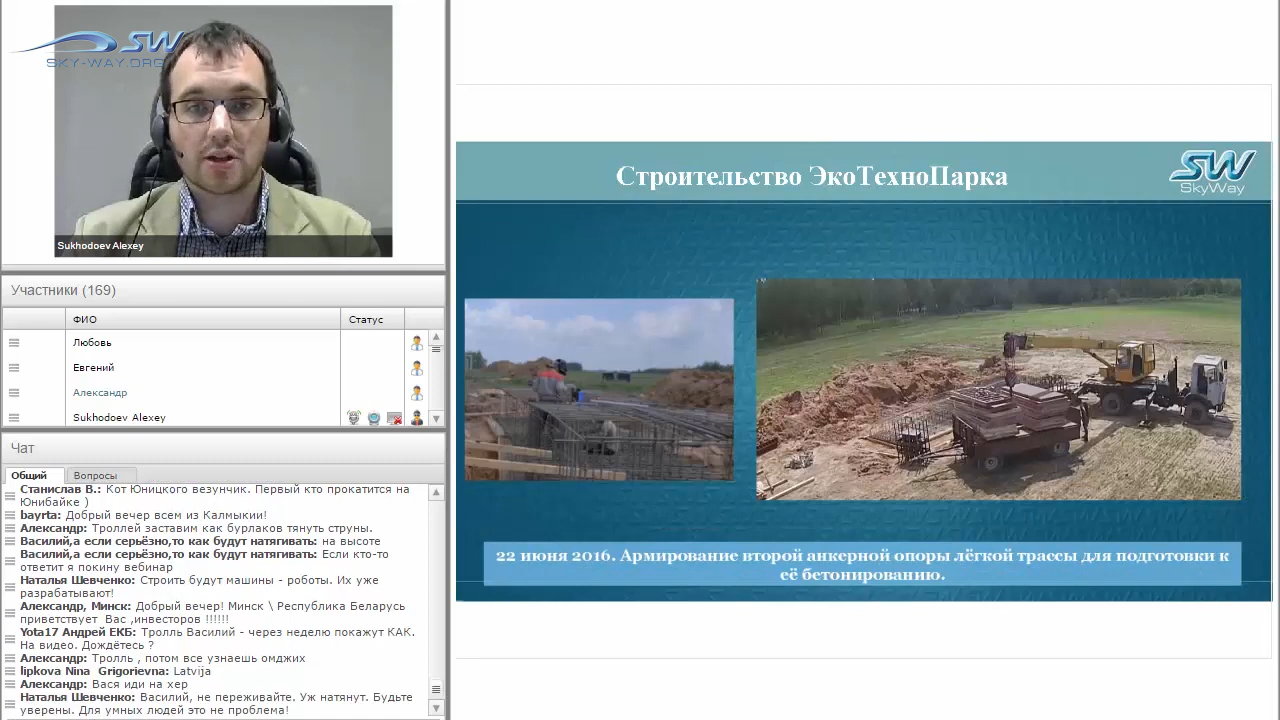 SW
SKY-WAY.ORG
Sukhodoev Alexey
Участники (169)
ФИО
Статус
Любовь
Евгений
Александр
Sukhodoev Alexey
Чат
Общий
Вопросы
Станислав В.: Кот Юницкого везунчик. Первый кто прокатится на
Юнибайке )
bayrta: Добрый вечер всем из Калмыкии!
Александр: Троллей заставим как бурлаков тянуть струны.
Василий,а если серьёзно,то как будут натягивать: на высоте
Василий,а если серьёзно,то как будут натягивать: Если кто-то
ответит я покину вебинар
Наталья Шевченко: Строить будут машины - роботы. Их уже
разрабатывают!
Александр, Минск: Добрый вечер! Минск \ Республика Беларусь
приветствует Вас ,инвесторов !!!!!!
Yota17 Андрей ЕКБ: Тролль Василий - через неделю покажут КАК.
На видео. Дождётесь ?
Александр: Тролль , потом все узнаешь омджих
lipkova Nina Grigorievna: Latvija
Александр: Вася иди на хер
Наталья Шевченко: Василий, не переживайте. Уж натянут. Будьте
уверены. Для умных людей это не проблема!
Строительство ЭкоТехноПарка
SW
SkyWay
22 июня 2016. Армирование второй анкерной опоры лёгкой трассы для подготовки к
её бетонированию.